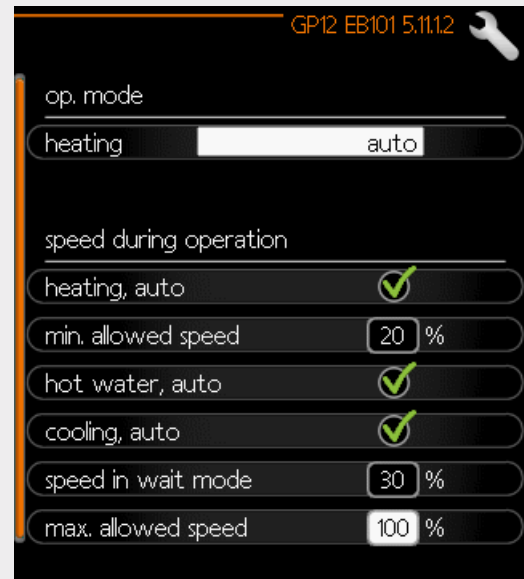 GP12 EB101 5.11.1.2
op. mode
heating auto
speed during operation
heating, auto
min. allowed speed 20 %
hot water, auto
cooling, auto
speed in wait mode 30 %
max. allowed speed 100 %